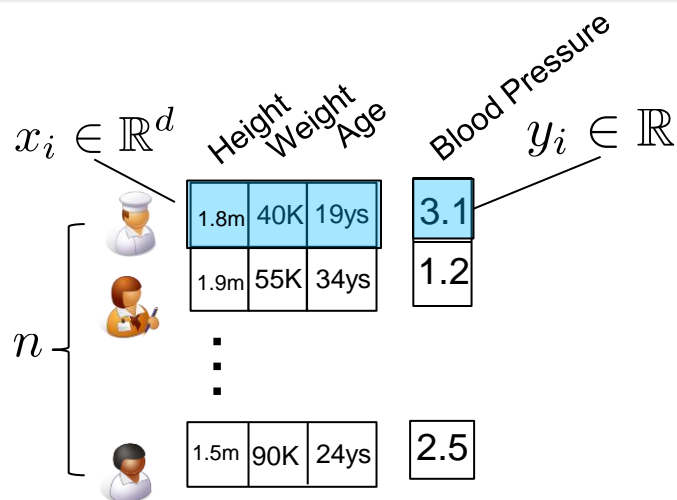 Height Weight Age Blood Pressure
x_i ∈ ℝ^d y_i ∈ ℝ
1.8m 40K 19ys 3.1
1.9m 55K 34ys 1.2
n
1.5m 90K 24ys 2.5